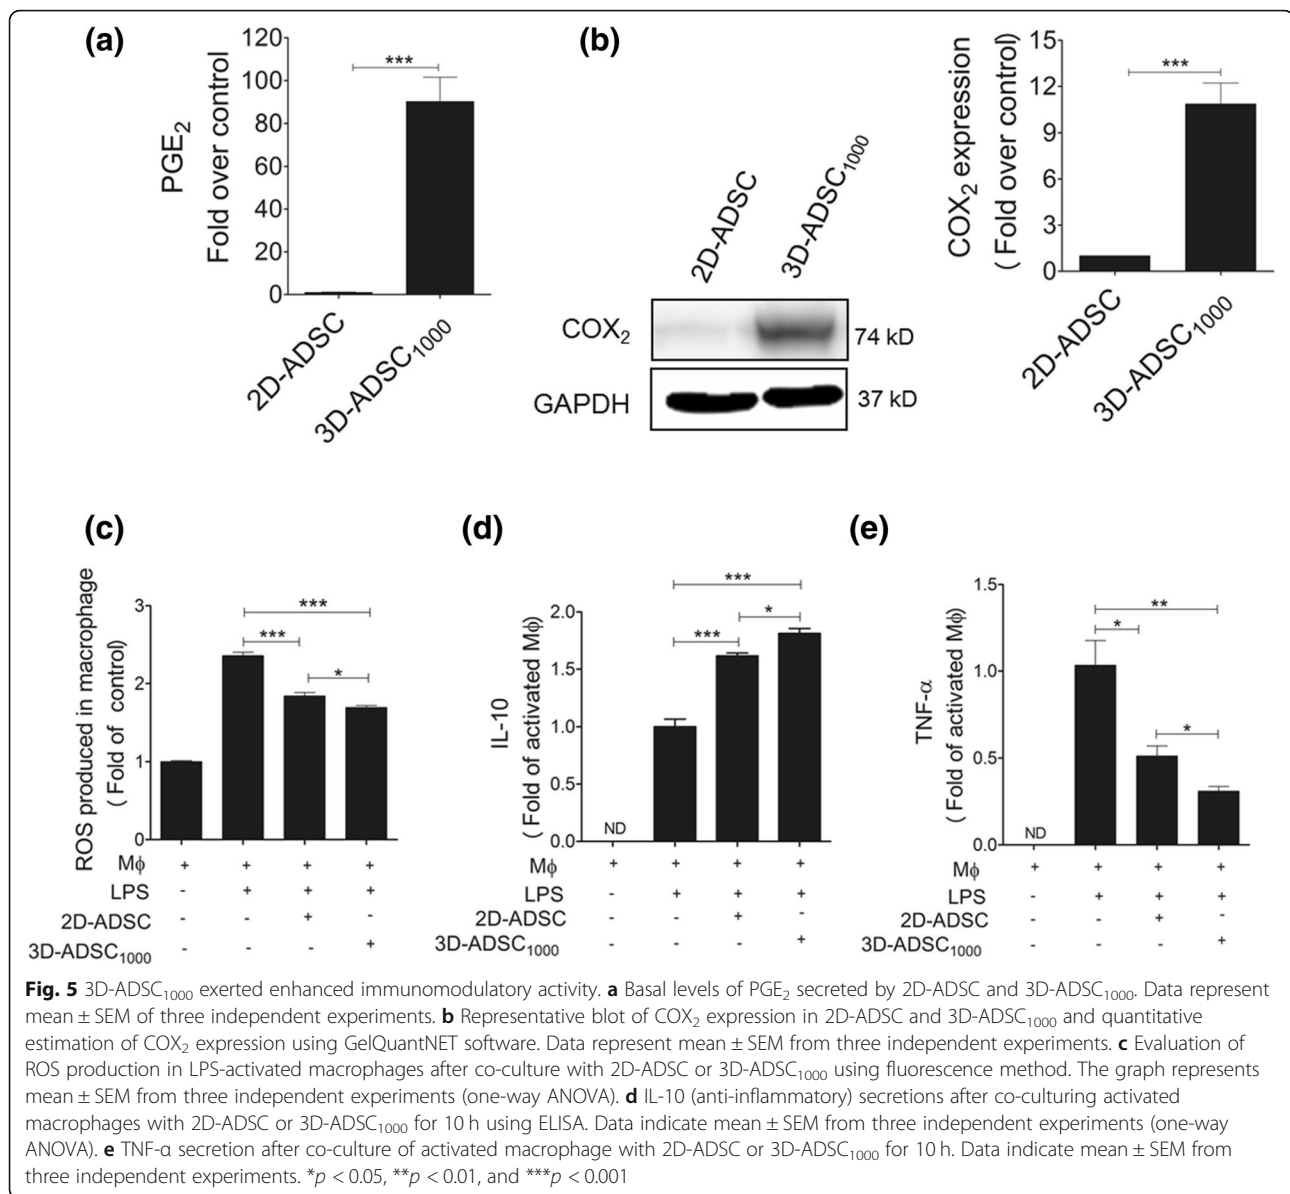 (a)
PGE2
Fold over control
120
100
80
60
40
20
0
***
2D-ADSC
3D-ADSC1000
(b)
2D-ADSC
3D-ADSC1000
COX2
74 kD
GAPDH
37 kD
COX2 expression
( Fold over control)
15
12
9
6
3
0
***
2D-ADSC
3D-ADSC1000
(c)
ROS produced in macrophage
( Fold of control)
3
2
1
0
***
***
*
Mϕ + + + +
LPS - + + +
2D-ADSC - - + -
3D-ADSC1000 - - - +
(d)
IL-10
( Fold of activated Mϕ)
2.0
1.5
1.0
0.5
0.0
***
***
*
ND
Mϕ + + + +
LPS - + + +
2D-ADSC - - + -
3D-ADSC1000 - - - +
(e)
TNF-α
( Fold of activated Mϕ)
1.5
1.0
0.5
0.0
**
*
*
ND
Mϕ + + + +
LPS - + + +
2D-ADSC - - + -
3D-ADSC1000 - - - +
Fig. 5 3D-ADSC1000 exerted enhanced immunomodulatory activity. a Basal levels of PGE2 secreted by 2D-ADSC and 3D-ADSC1000. Data represent
mean ± SEM of three independent experiments. b Representative blot of COX2 expression in 2D-ADSC and 3D-ADSC1000 and quantitative
estimation of COX2 expression using GelQuantNET software. Data represent mean ± SEM from three independent experiments. c Evaluation of
ROS production in LPS-activated macrophages after co-culture with 2D-ADSC or 3D-ADSC1000 using fluorescence method. The graph represents
mean ± SEM from three independent experiments (one-way ANOVA). d IL-10 (anti-inflammatory) secretions after co-culturing activated
macrophages with 2D-ADSC or 3D-ADSC1000 for 10 h using ELISA. Data indicate mean ± SEM from three independent experiments (one-way
ANOVA). e TNF-α secretion after co-culture of activated macrophage with 2D-ADSC or 3D-ADSC1000 for 10 h. Data indicate mean ± SEM from
three independent experiments. *p < 0.05, **p < 0.01, and ***p < 0.001